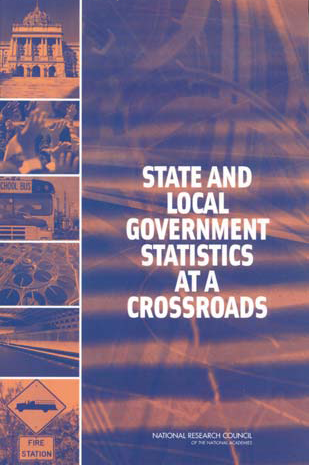 SCHOOL BUS
STATE AND
LOCAL
GOVERNMENT
STATISTICS
AT A
CROSSROADS
NATIONAL RESEARCH COUNCIL
OF THE NATIONAL ACADEMIES
FIRE
STATION